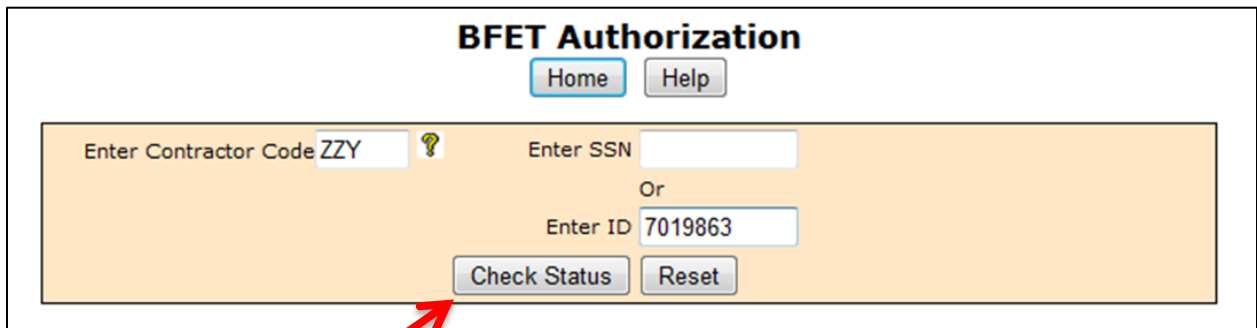 BFET Authorization
Home Help
Enter Contractor Code ZZY ? Enter SSN
Or
Enter ID 7019863
Check Status Reset